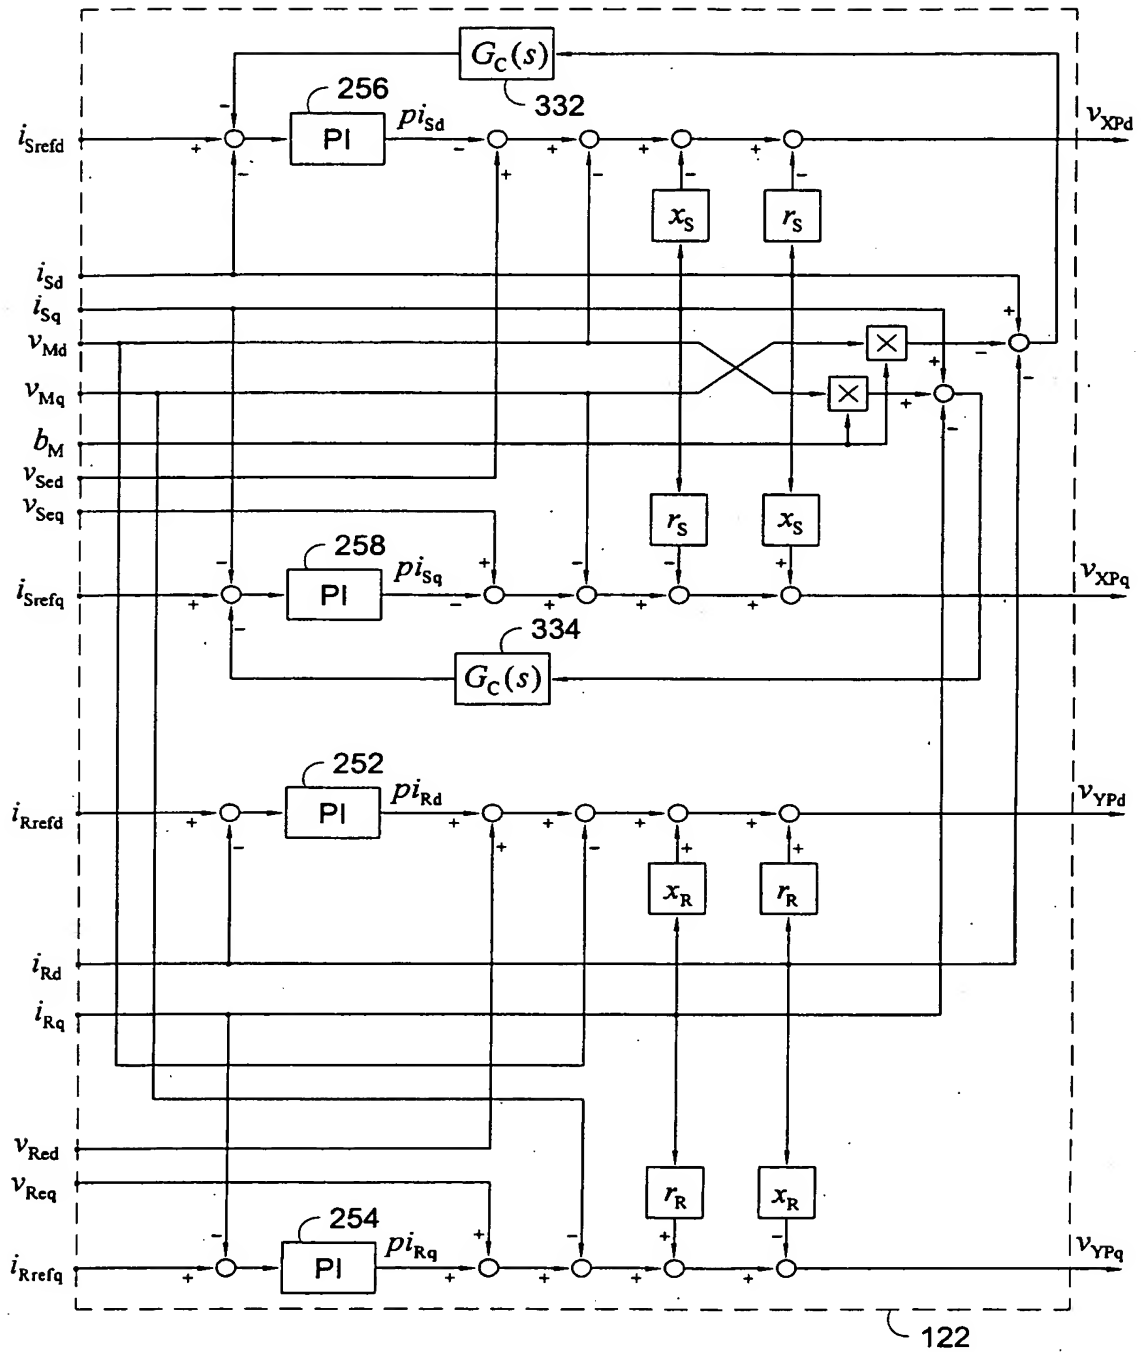 G_C(s)
332
256
i_Srefd
PI
pi_Sd
v_XPd
x_S
r_S
i_Sd
i_Sq
v_Md
v_Mq
b_M
v_Sed
v_Seq
r_S
x_S
258
i_Srefq
PI
pi_Sq
v_XPq
334
G_C(s)
252
i_Rrefd
PI
pi_Rd
v_YPd
x_R
r_R
i_Rd
i_Rq
v_Red
v_Req
r_R
x_R
254
i_Rrefq
PI
pi_Rq
v_YPq
122